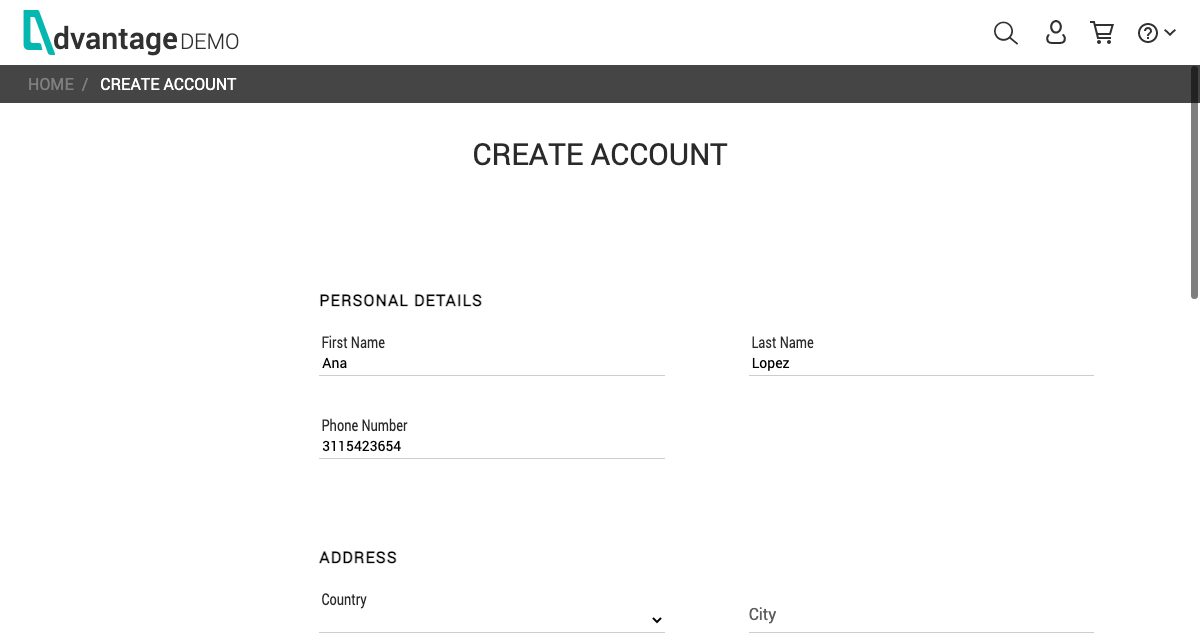 dvantage DEMO
HOME / CREATE ACCOUNT
CREATE ACCOUNT
PERSONAL DETAILS
First Name
Ana
Last Name
Lopez
Phone Number
3115423654
ADDRESS
Country
City